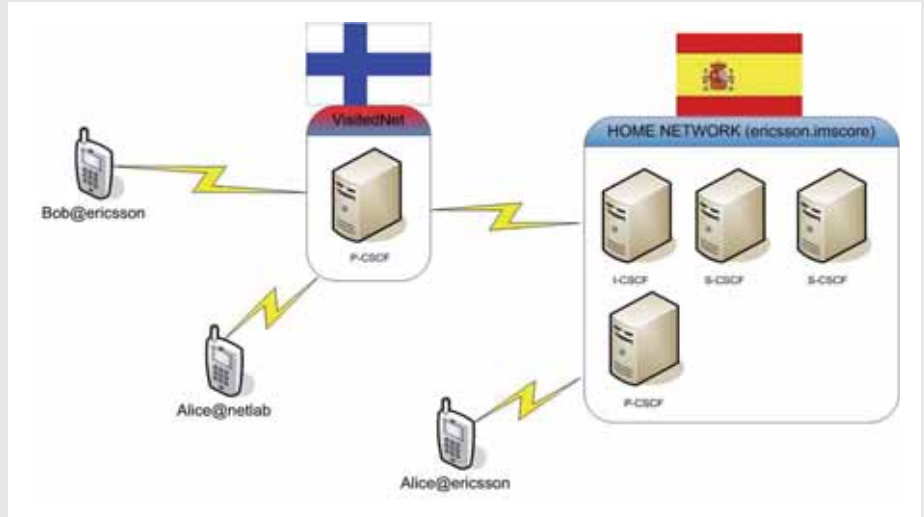 VisitedNet
HOME NETWORK (ericsson.imscore)
Bob@ericsson
P-CSCF
I-CSCF
S-CSCF
S-CSCF
P-CSCF
Alice@netlab
Alice@ericsson